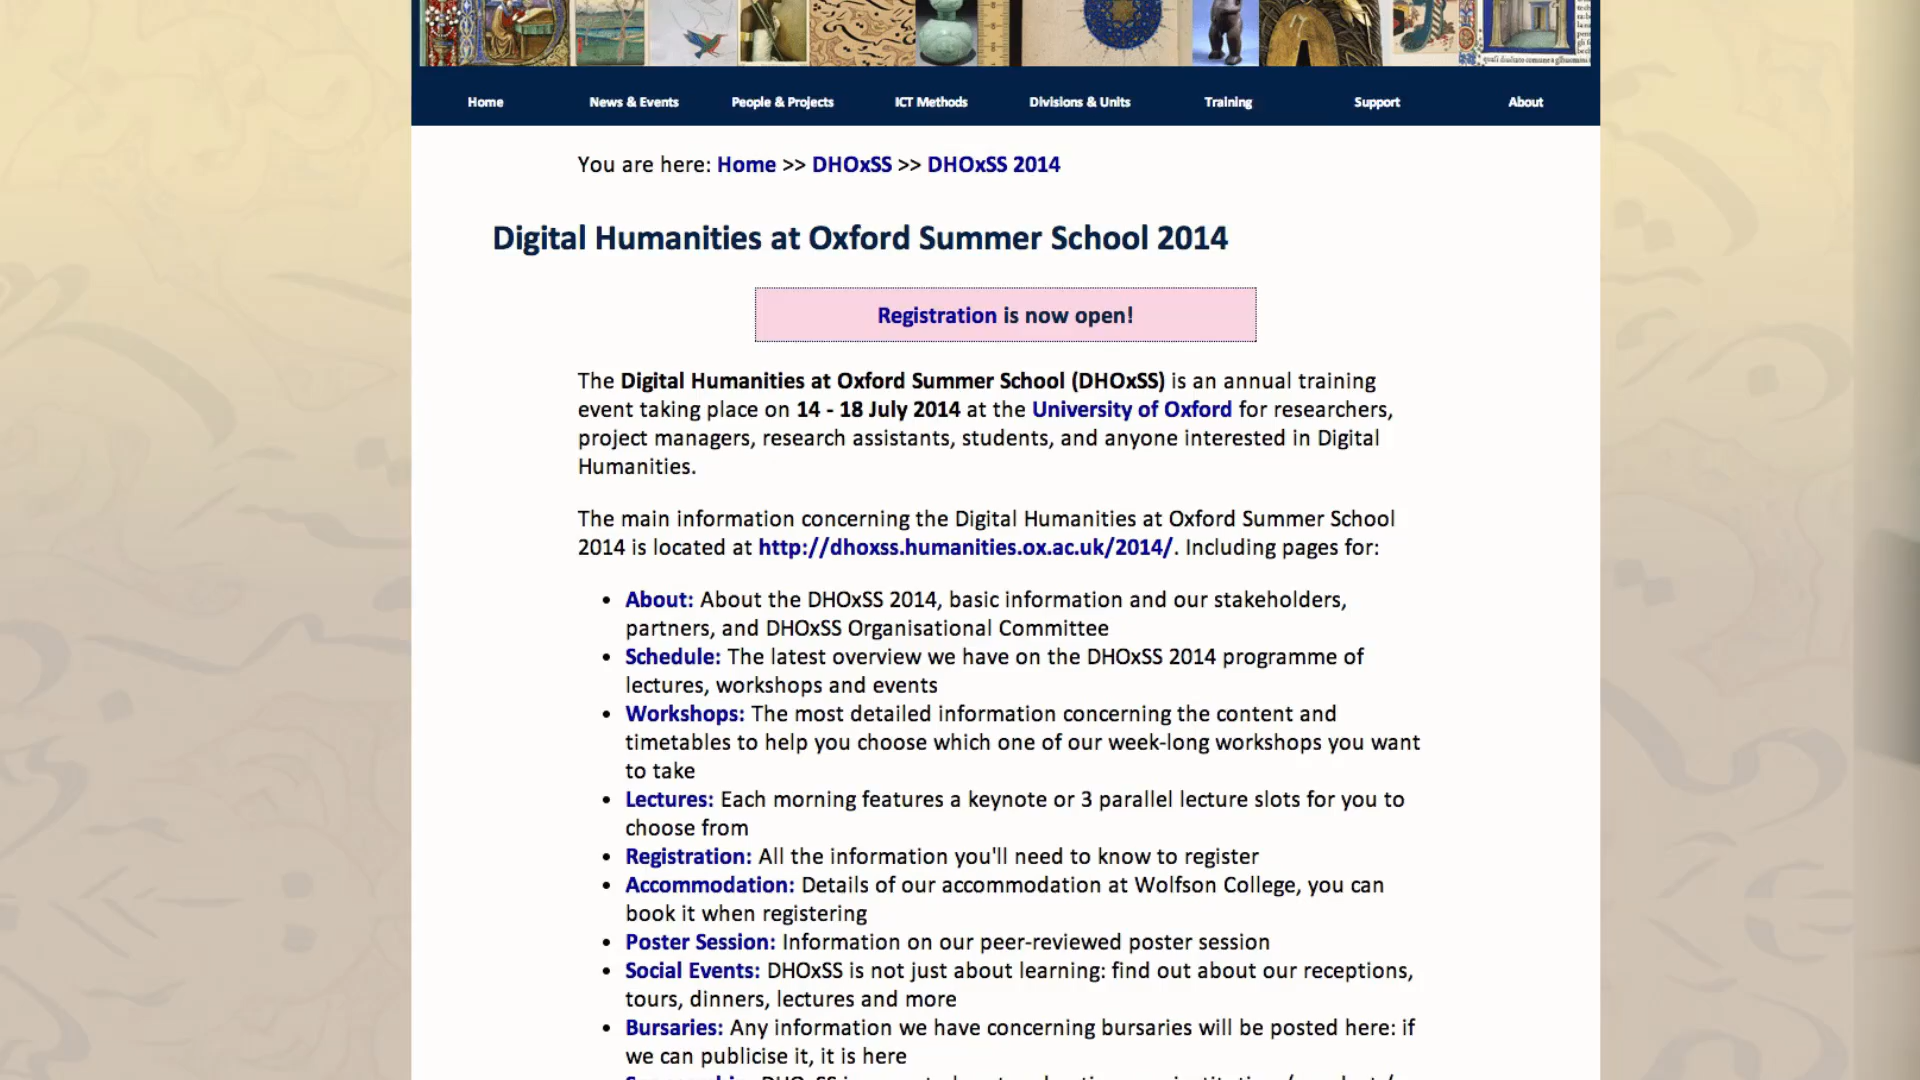 Home News & Events People & Projects ICT Methods Divisions & Units Training Support About
You are here: Home >> DHOxSS >> DHOxSS 2014
Digital Humanities at Oxford Summer School 2014
Registration is now open!
The Digital Humanities at Oxford Summer School (DHOxSS) is an annual training
event taking place on 14 - 18 July 2014 at the University of Oxford for researchers,
project managers, research assistants, students, and anyone interested in Digital
Humanities.
The main information concerning the Digital Humanities at Oxford Summer School
2014 is located at http://dhoxss.humanities.ox.ac.uk/2014/. Including pages for:
• About: About the DHOxSS 2014, basic information and our stakeholders,
partners, and DHOxSS Organisational Committee
• Schedule: The latest overview we have on the DHOxSS 2014 programme of
lectures, workshops and events
• Workshops: The most detailed information concerning the content and
timetables to help you choose which one of our week-long workshops you want
to take
• Lectures: Each morning features a keynote or 3 parallel lecture slots for you to
choose from
• Registration: All the information you'll need to know to register
• Accommodation: Details of our accommodation at Wolfson College, you can
book it when registering
• Poster Session: Information on our peer-reviewed poster session
• Social Events: DHOxSS is not just about learning: find out about our receptions,
tours, dinners, lectures and more
• Bursaries: Any information we have concerning bursaries will be posted here: if
we can publicise it, it is here